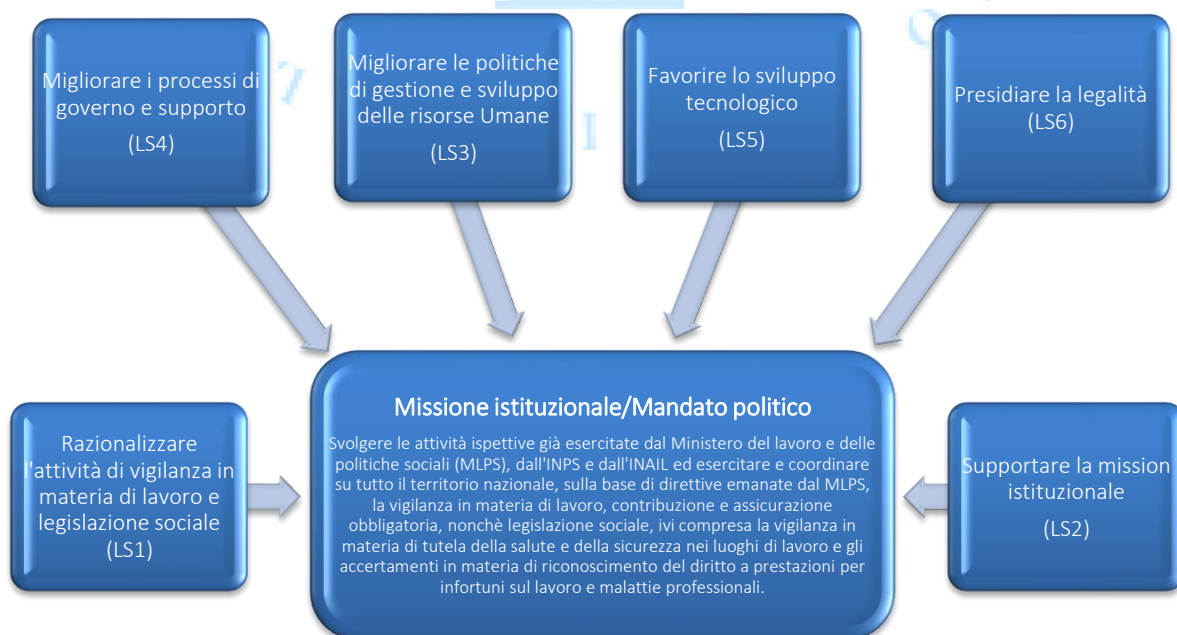 Migliorare i processi di
governo e supporto
(LS4)
Migliorare le politiche
di gestione e sviluppo
delle risorse Umane
(LS3)
Favorire lo sviluppo
tecnologico
(LS5)
Presidiare la legalità
(LS6)
Missione istituzionale/Mandato politico
Svolgere le attività ispettive già esercitate dal Ministero del lavoro e delle
politiche sociali (MLPS), dall'INPS e dall'INAIL ed esercitare e coordinare
su tutto il territorio nazionale, sulla base di direttive emanate dal MLPS,
la vigilanza in materia di lavoro, contribuzione e assicurazione
obbligatoria, nonchè legislazione sociale, ivi compresa la vigilanza in
materia di tutela della salute e della sicurezza nei luoghi di lavoro e gli
accertamenti in materia di riconoscimento del diritto a prestazioni per
infortuni sul lavoro e malattie professionali.
Razionalizzare
l'attività di vigilanza in
materia di lavoro e
legislazione sociale
(LS1)
Supportare la mission
istituzionale
(LS2)